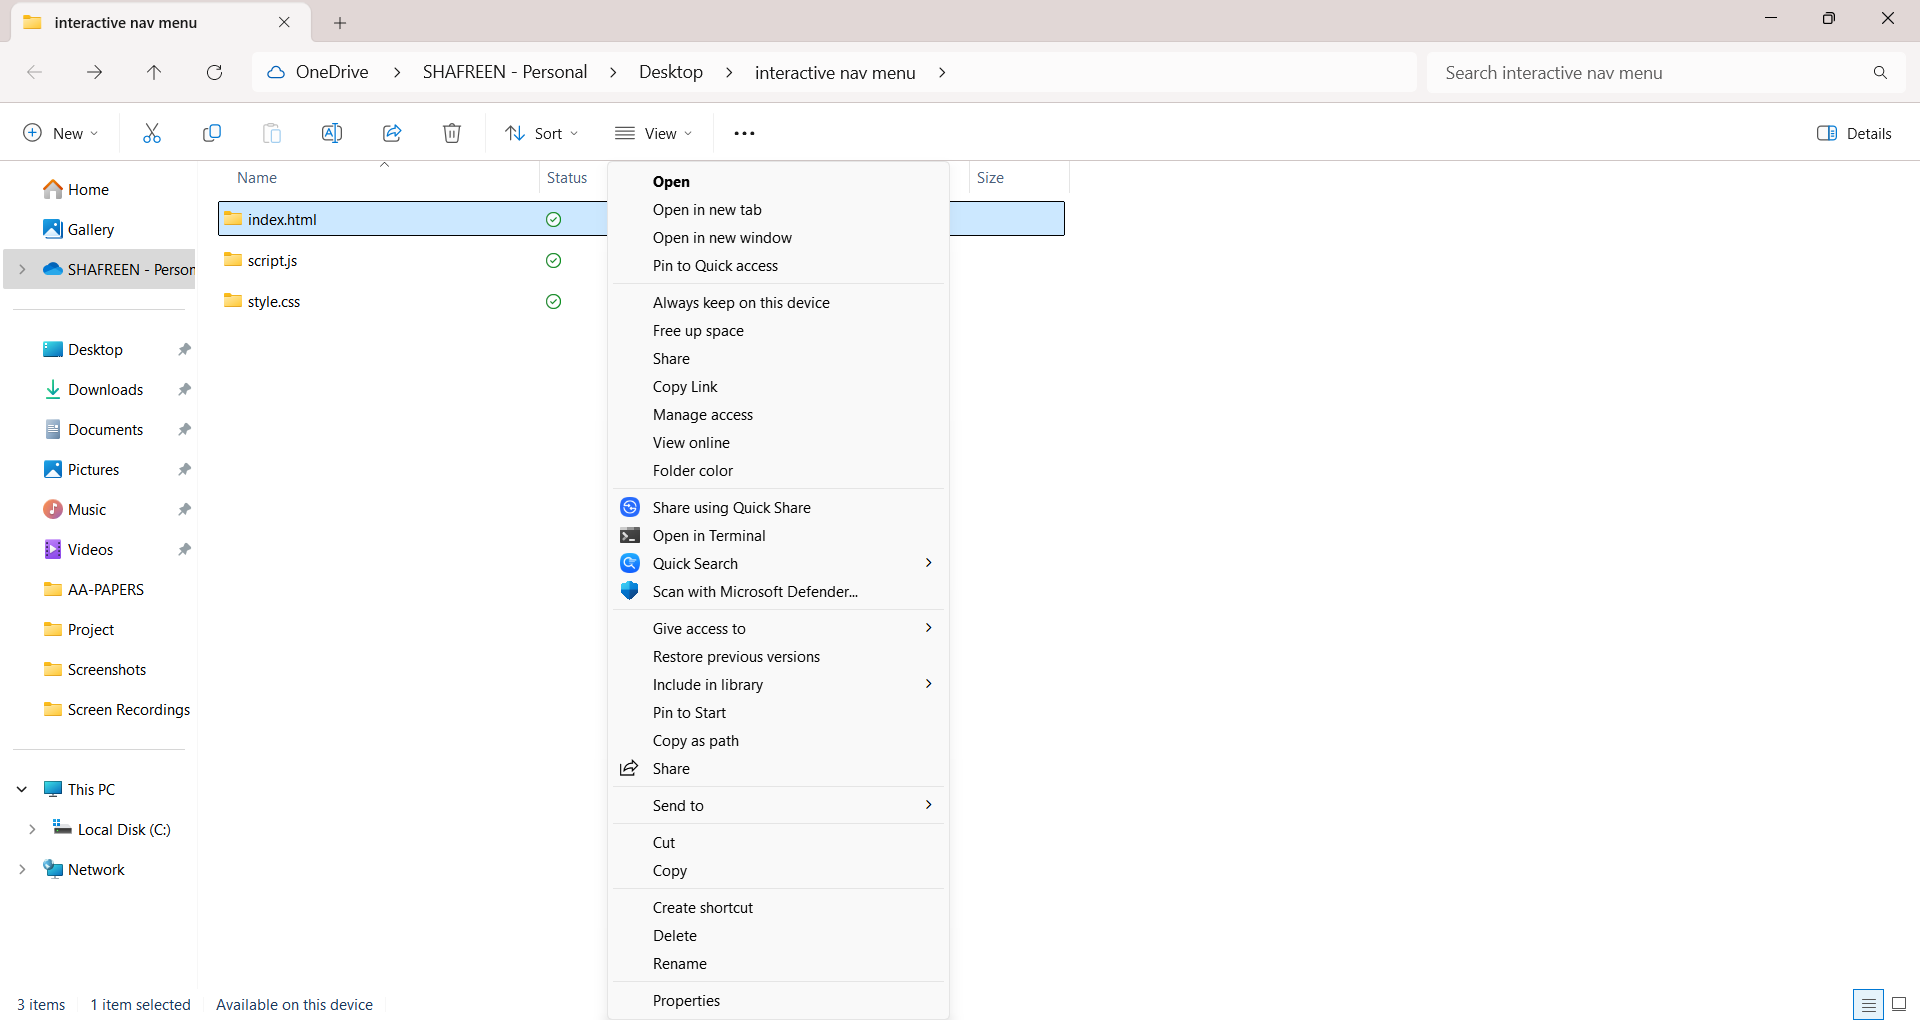 interactive nav menu
OneDrive > SHAFREEN - Personal > Desktop > interactive nav menu >
Search interactive nav menu
New
Sort
View
Details
Home
Gallery
SHAFREEN - Person
Desktop
Downloads
Documents
Pictures
Music
Videos
AA-PAPERS
Project
Screenshots
Screen Recordings
This PC
Local Disk (C:)
Network
Name Status Size
index.html
script.js
style.css
Open
Open in new tab
Open in new window
Pin to Quick access
Always keep on this device
Free up space
Share
Copy Link
Manage access
View online
Folder color
Share using Quick Share
Open in Terminal
Quick Search
Scan with Microsoft Defender...
Give access to
Restore previous versions
Include in library
Pin to Start
Copy as path
Share
Send to
Cut
Copy
Create shortcut
Delete
Rename
Properties
3 items 1 item selected Available on this device